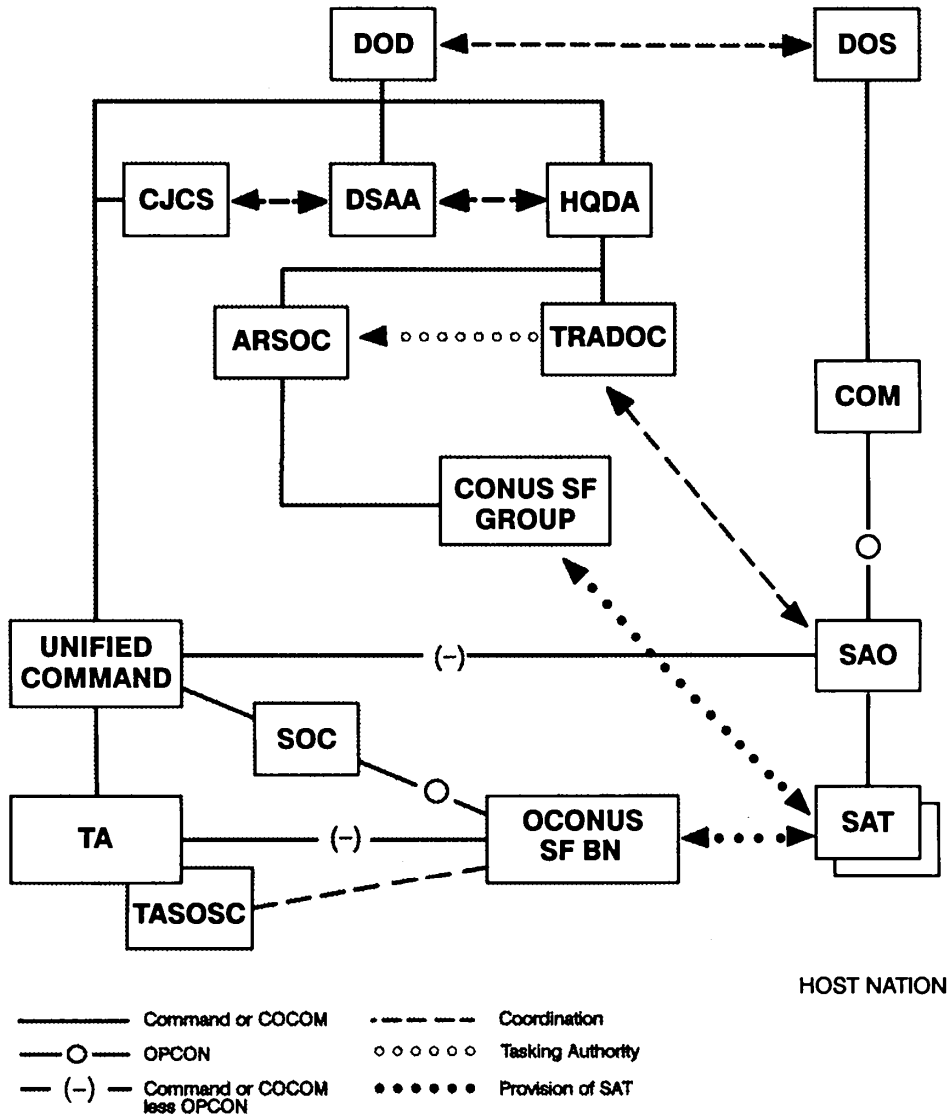 DOD
DOS
CJCS
DSAA
HQDA
ARSOC
TRADOC
COM
CONUS SF
GROUP
UNIFIED
COMMAND
(–)
SAO
SOC
TA
(–)
OCONUS
SF BN
SAT
TASOSC
HOST NATION
Command or COCOM
Coordination
OPCON
Tasking Authority
(–) Command or COCOM
less OPCON
Provision of SAT